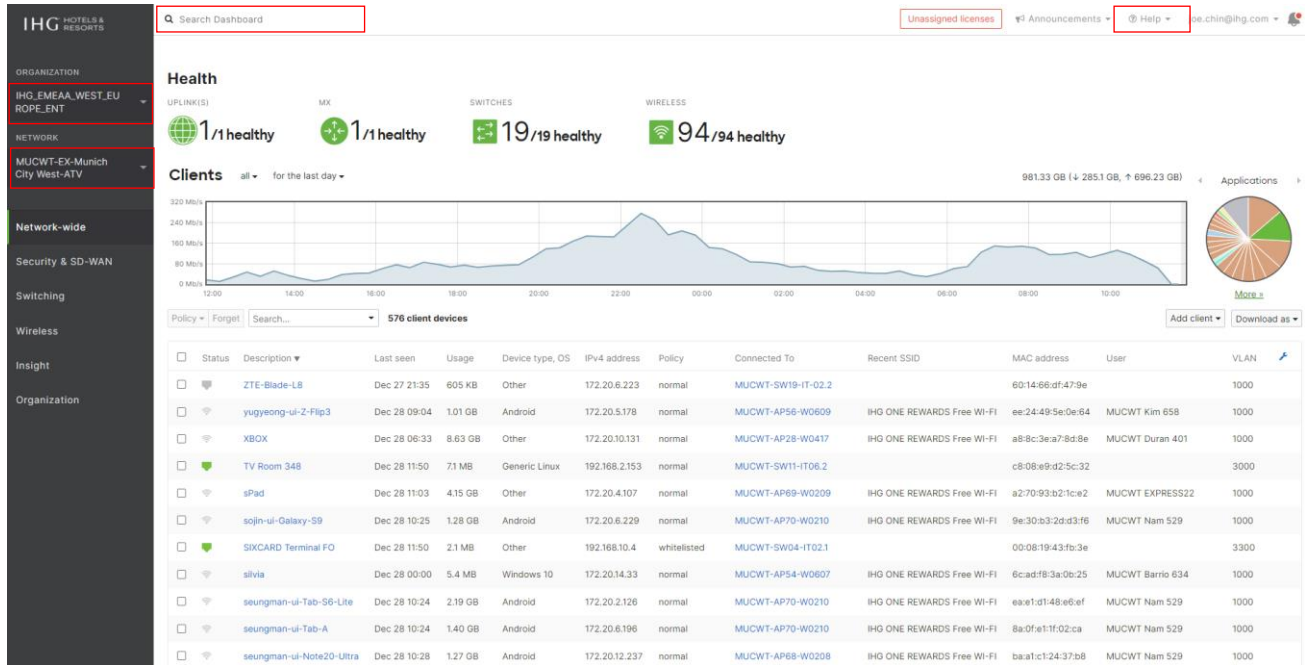 IHG HOTELS & RESORTS
Search Dashboard
Unassigned licenses
Announcements
Help
oe.chin@ihg.com
ORGANIZATION
IHG_EMEAA_WEST_EU
ROPE_ENT
NETWORK
MUCWT-EX-Munich
City West-ATV
Network-wide
Security & SD-WAN
Switching
Wireless
Insight
Organization
Health
UPLINK(S) MX SWITCHES WIRELESS
1/1 healthy 1/1 healthy 19/19 healthy 94/94 healthy
Clients all for the last day 981.33 GB (↓ 285.1 GB, ↑ 696.23 GB) Applications
320 Mb/s
240 Mb/s
160 Mb/s
80 Mb/s
0 Mb/s
12:00 14:00 16:00 18:00 20:00 22:00 00:00 02:00 04:00 06:00 08:00 10:00
More »
Policy Forget Search... 576 client devices Add client Download as
Status Description Last seen Usage Device type, OS IPv4 address Policy Connected To Recent SSID MAC address User VLAN
ZTE-Blade-L8 Dec 27 21:35 605 KB Other 172.20.6.223 normal MUCWT-SW19-IT-02.2 60:14:66:df:47:9e 1000
yugyeong-ui-Z-Flip3 Dec 28 09:04 1.01 GB Android 172.20.5.178 normal MUCWT-AP56-W0609 IHG ONE REWARDS Free WI-FI ee:24:49:5e:0e:64 MUCWT Kim 658 1000
XBOX Dec 28 06:33 8.63 GB Other 172.20.10.131 normal MUCWT-AP28-W0417 IHG ONE REWARDS Free WI-FI a8:8c:3e:a7:8d:8e MUCWT Duran 401 1000
TV Room 348 Dec 28 11:50 7.1 MB Generic Linux 192.168.2.153 normal MUCWT-SW11-IT06.2 c8:08:e9:d2:5c:32 3000
sPad Dec 28 11:03 4.15 GB Other 172.20.4.107 normal MUCWT-AP69-W0209 IHG ONE REWARDS Free WI-FI a2:70:93:b2:1c:e2 MUCWT EXPRESS22 1000
sojin-ui-Galaxy-S9 Dec 28 10:25 1.28 GB Android 172.20.6.229 normal MUCWT-AP70-W0210 IHG ONE REWARDS Free WI-FI 9e:30:b3:2d:d3:f6 MUCWT Nam 529 1000
SIXCARD Terminal FO Dec 28 11:50 2.1 MB Other 192.168.10.4 whitelisted MUCWT-SW04-IT02.1 00:08:19:43:fb:3e 3300
silvia Dec 28 00:00 5.4 MB Windows 10 172.20.14.33 normal MUCWT-AP54-W0607 IHG ONE REWARDS Free WI-FI 6c:ad:f8:3a:0b:25 MUCWT Barrio 634 1000
seungman-ui-Tab-S6-Lite Dec 28 10:24 2.19 GB Android 172.20.2.126 normal MUCWT-AP70-W0210 IHG ONE REWARDS Free WI-FI ea:e1:d1:48:e6:ef MUCWT Nam 529 1000
seungman-ui-Tab-A Dec 28 10:24 1.40 GB Android 172.20.6.196 normal MUCWT-AP70-W0210 IHG ONE REWARDS Free WI-FI 8a:0f:e1:1f:02:ca MUCWT Nam 529 1000
seungman-ui-Note20-Ultra Dec 28 10:28 1.27 GB Android 172.20.12.237 normal MUCWT-AP68-W0208 IHG ONE REWARDS Free WI-FI ba:a1:c1:24:37:b8 MUCWT Nam 529 1000